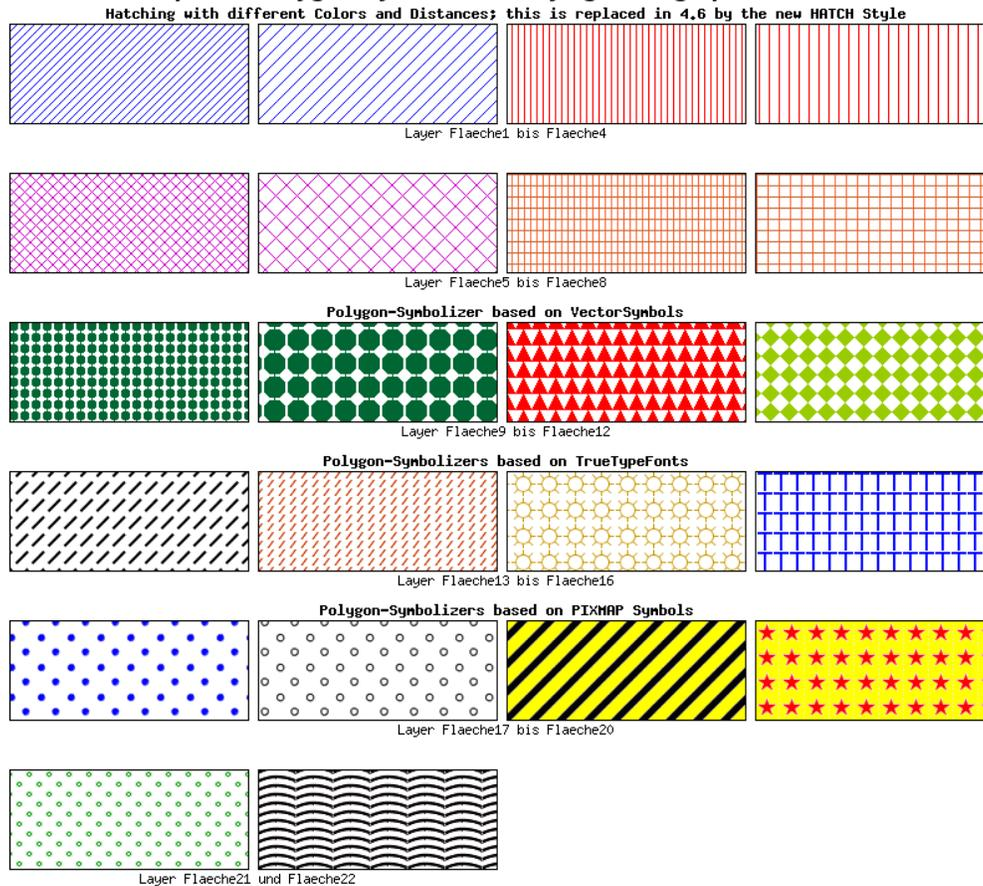 Hatching with different Colors and Distances; this is replaced in 4.6 by the new HATCH Style
Layer Flaeche1 bis Flaeche4
Layer Flaeche5 bis Flaeche8
Polygon-Symbolizer based on VectorSymbols
Layer Flaeche9 bis Flaeche12
Polygon-Symbolizers based on TrueTypeFonts
Layer Flaeche13 bis Flaeche16
Polygon-Symbolizers based on PIXMAP Symbols
Layer Flaeche17 bis Flaeche20
Layer Flaeche21 und Flaeche22